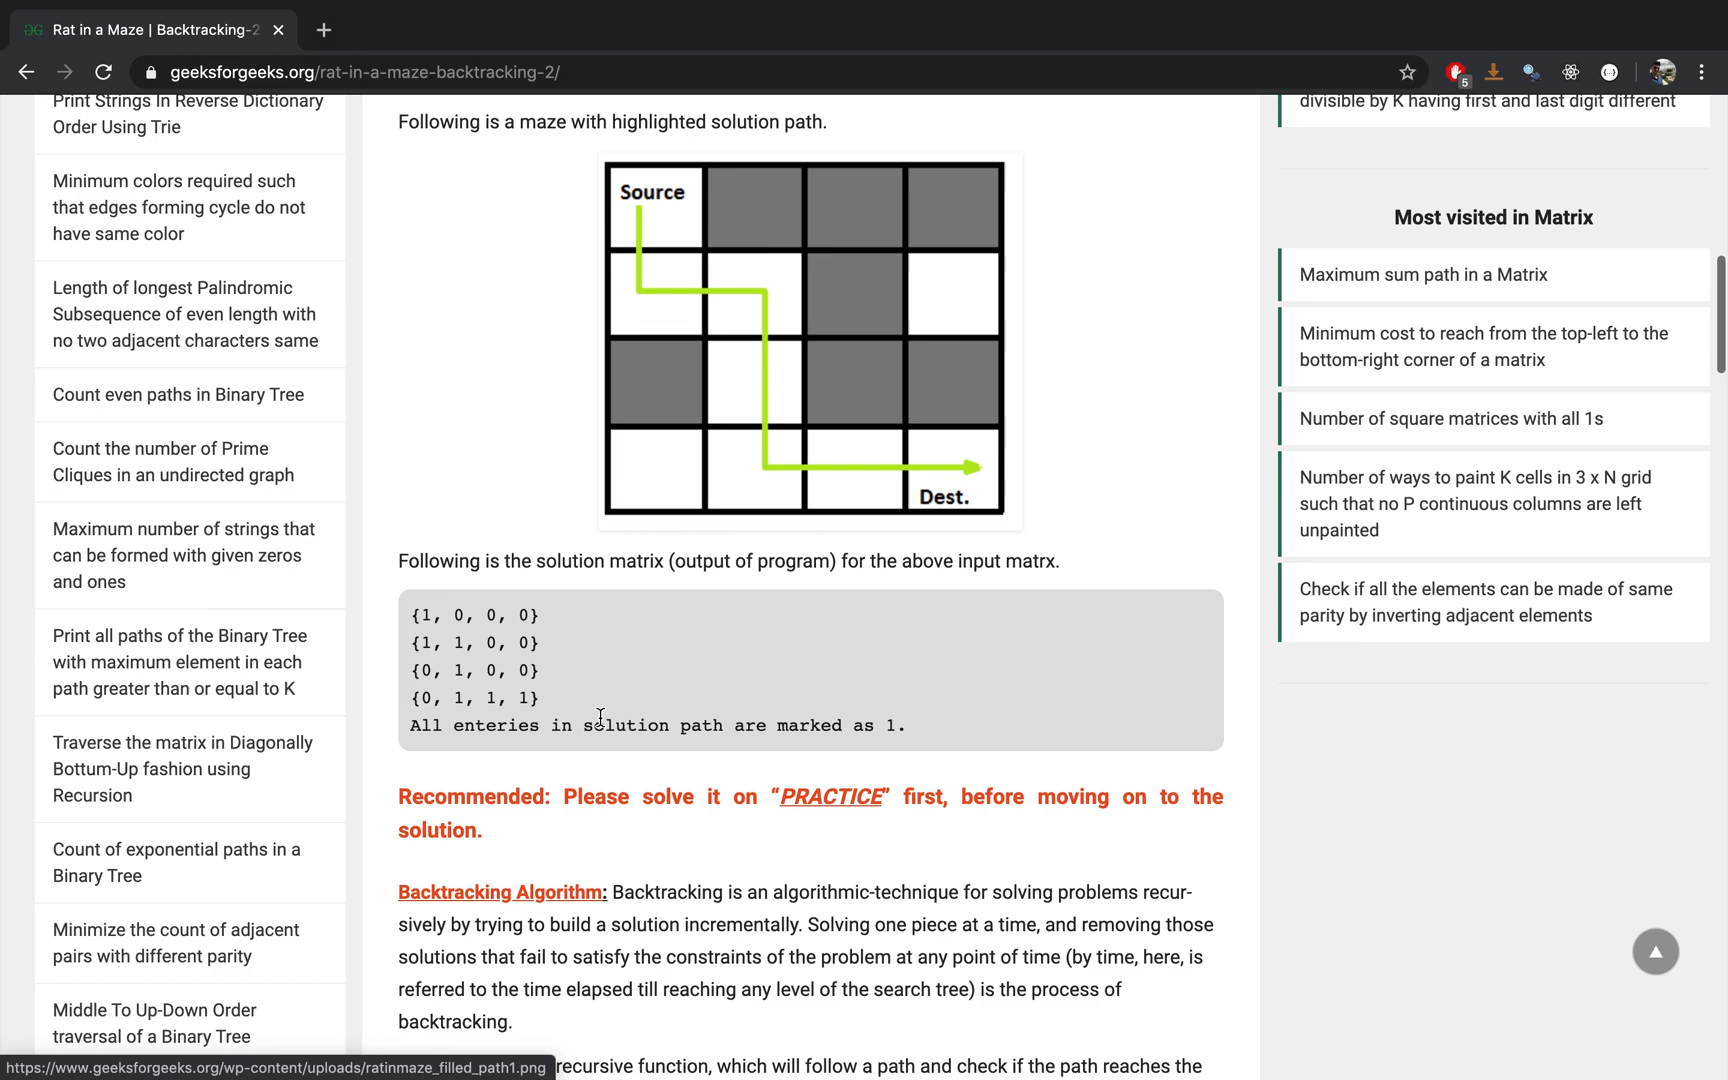 Rat in a Maze | Backtracking-2
geeksforgeeks.org/rat-in-a-maze-backtracking-2/
5
Print Strings In Reverse Dictionary
Order Using Trie
Minimum colors required such
that edges forming cycle do not
have same color
Length of longest Palindromic
Subsequence of even length with
no two adjacent characters same
Count even paths in Binary Tree
Count the number of Prime
Cliques in an undirected graph
Maximum number of strings that
can be formed with given zeros
and ones
Print all paths of the Binary Tree
with maximum element in each
path greater than or equal to K
Traverse the matrix in Diagonally
Bottum-Up fashion using
Recursion
Count of exponential paths in a
Binary Tree
Minimize the count of adjacent
pairs with different parity
Middle To Up-Down Order
traversal of a Binary Tree
Following is a maze with highlighted solution path.
Source
Dest.
Following is the solution matrix (output of program) for the above input matrx.
{1, 0, 0, 0}
{1, 1, 0, 0}
{0, 1, 0, 0}
{0, 1, 1, 1}
All enteries in solution path are marked as 1.
Recommended: Please solve it on “PRACTICE” first, before moving on to the
solution.
Backtracking Algorithm: Backtracking is an algorithmic-technique for solving problems recur-
sively by trying to build a solution incrementally. Solving one piece at a time, and removing those
solutions that fail to satisfy the constraints of the problem at any point of time (by time, here, is
referred to the time elapsed till reaching any level of the search tree) is the process of
backtracking.
recursive function, which will follow a path and check if the path reaches the
divisible by K having first and last digit different
Most visited in Matrix
Maximum sum path in a Matrix
Minimum cost to reach from the top-left to the
bottom-right corner of a matrix
Number of square matrices with all 1s
Number of ways to paint K cells in 3 x N grid
such that no P continuous columns are left
unpainted
Check if all the elements can be made of same
parity by inverting adjacent elements
https://www.geeksforgeeks.org/wp-content/uploads/ratinmaze_filled_path1.png